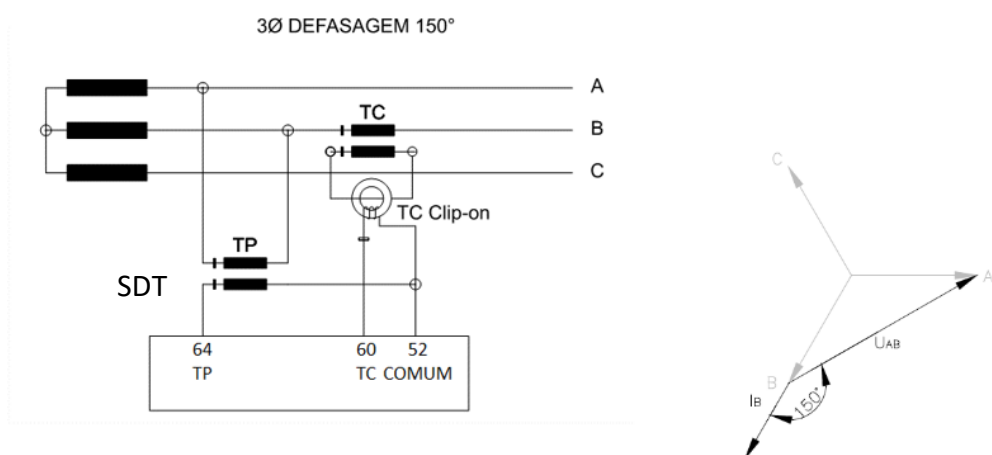 3Ø DEFASAGEM 150°
A
TC
B
C
TC Clip-on
TP
SDT
64 60 52
TP TC COMUM
C
A
UAB
B
IB
150°